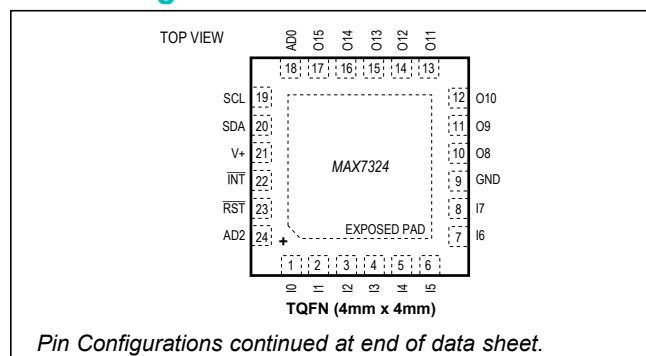 TOP VIEW
AD0 O15 O14 O13 O12 O11
18 17 16 15 14 13
SCL 19
SDA 20
V+ 21
INT 22
RST 23
AD2 24
12 O10
11 O9
10 O8
9 GND
8 I7
7 I6
MAX7324
EXPOSED PAD
+
1 2 3 4 5 6
I0 I1 I2 I3 I4 I5
TQFN (4mm x 4mm)
Pin Configurations continued at end of data sheet.